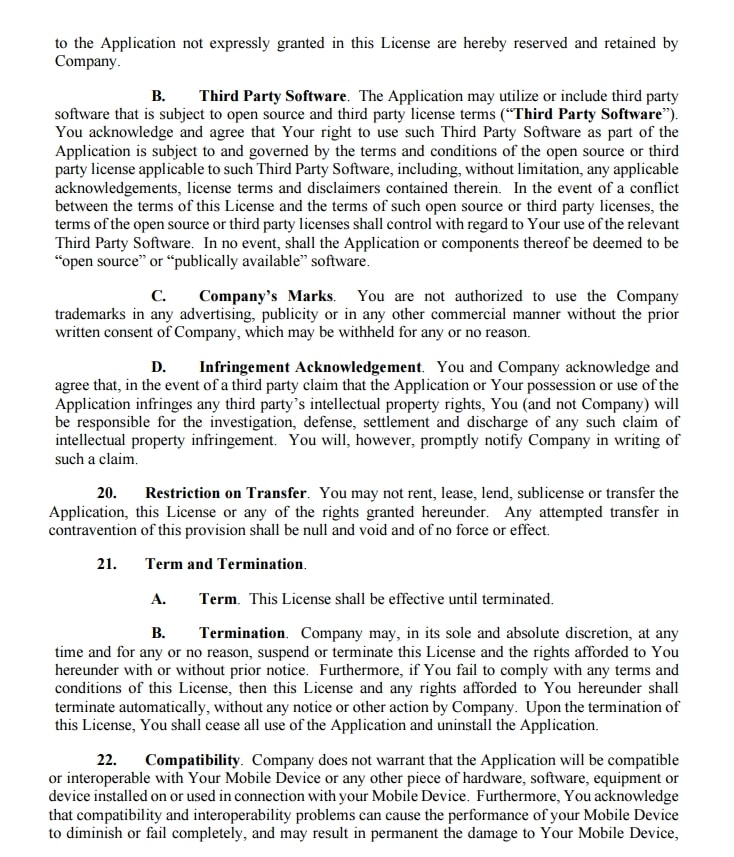 to the Application not expressly granted in this License are hereby reserved and retained by
Company.
B. Third Party Software. The Application may utilize or include third party
software that is subject to open source and third party license terms (“Third Party Software”).
You acknowledge and agree that Your right to use such Third Party Software as part of the
Application is subject to and governed by the terms and conditions of the open source or third
party license applicable to such Third Party Software, including, without limitation, any applicable
acknowledgements, license terms and disclaimers contained therein. In the event of a conflict
between the terms of this License and the terms of such open source or third party licenses, the
terms of the open source or third party licenses shall control with regard to Your use of the relevant
Third Party Software. In no event, shall the Application or components thereof be deemed to be
“open source” or “publically available” software.
C. Company’s Marks. You are not authorized to use the Company
trademarks in any advertising, publicity or in any other commercial manner without the prior
written consent of Company, which may be withheld for any or no reason.
D. Infringement Acknowledgement. You and Company acknowledge and
agree that, in the event of a third party claim that the Application or Your possession or use of the
Application infringes any third party’s intellectual property rights, You (and not Company) will
be responsible for the investigation, defense, settlement and discharge of any such claim of
intellectual property infringement. You will, however, promptly notify Company in writing of
such a claim.
20. Restriction on Transfer. You may not rent, lease, lend, sublicense or transfer the
Application, this License or any of the rights granted hereunder. Any attempted transfer in
contravention of this provision shall be null and void and of no force or effect.
21. Term and Termination.
A. Term. This License shall be effective until terminated.
B. Termination. Company may, in its sole and absolute discretion, at any
time and for any or no reason, suspend or terminate this License and the rights afforded to You
hereunder with or without prior notice. Furthermore, if You fail to comply with any terms and
conditions of this License, then this License and any rights afforded to You hereunder shall
terminate automatically, without any notice or other action by Company. Upon the termination of
this License, You shall cease all use of the Application and uninstall the Application.
22. Compatibility. Company does not warrant that the Application will be compatible
or interoperable with Your Mobile Device or any other piece of hardware, software, equipment or
device installed on or used in connection with your Mobile Device. Furthermore, You acknowledge
that compatibility and interoperability problems can cause the performance of your Mobile Device
to diminish or fail completely, and may result in permanent the damage to Your Mobile Device,